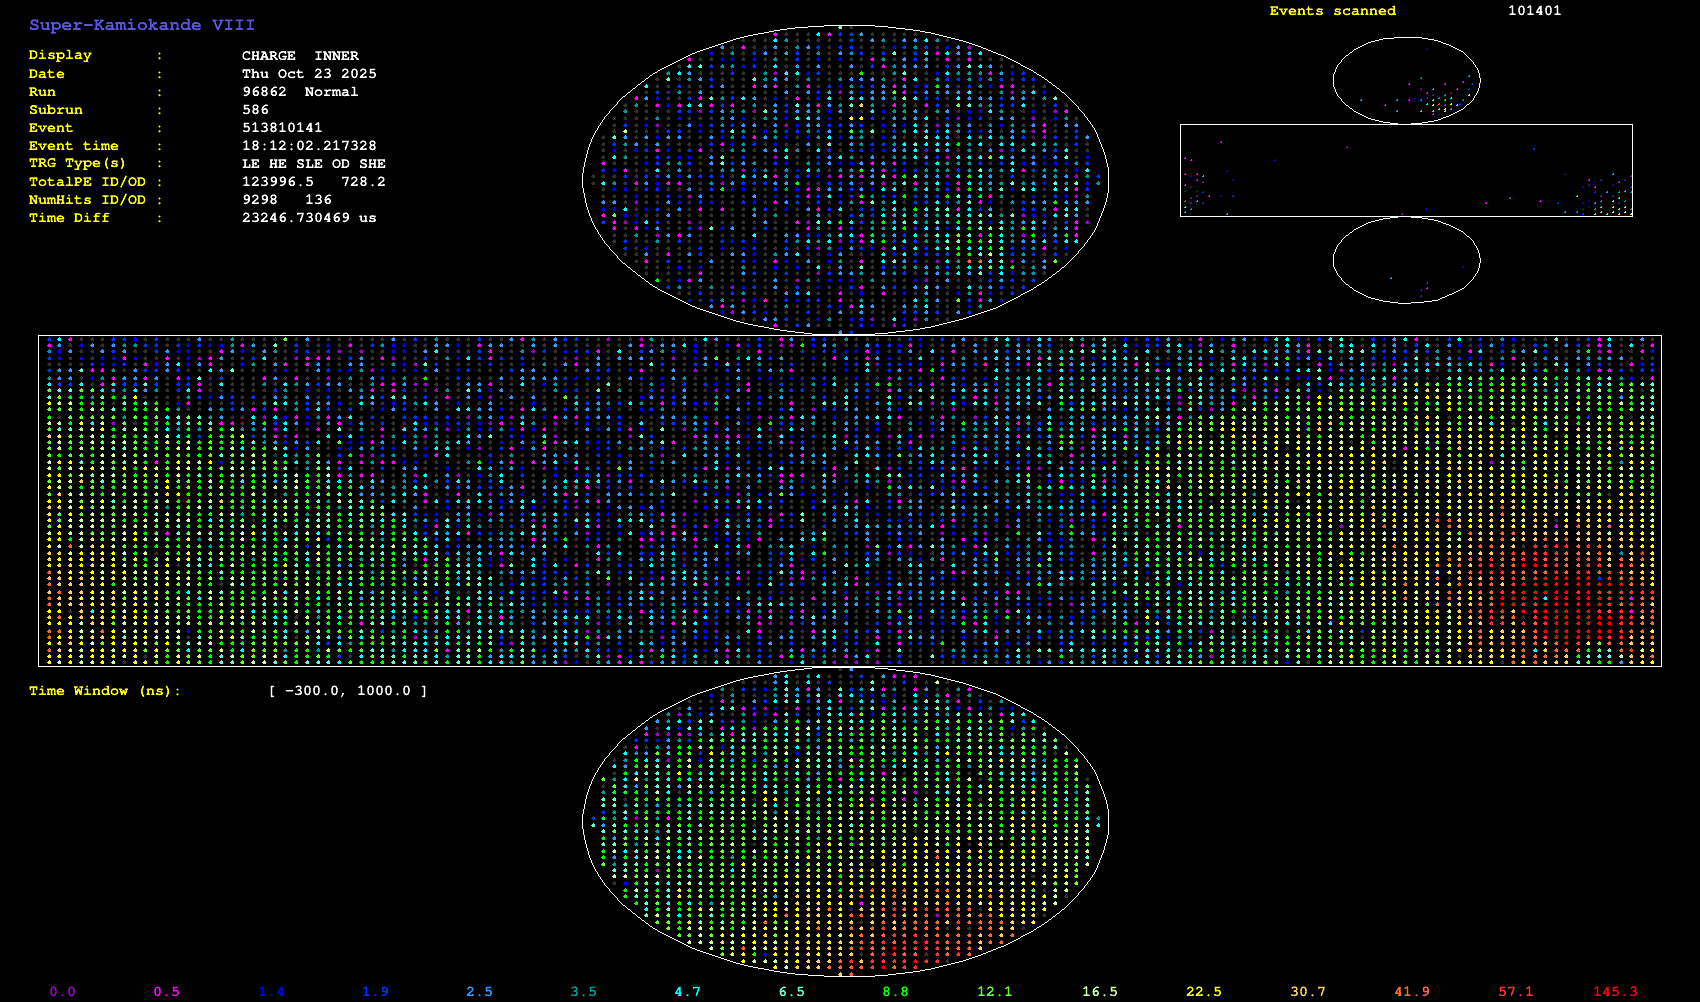 Super-Kamiokande VIII
Events scanned 101401
Display : CHARGE INNER
Date : Thu Oct 23 2025
Run : 96862 Normal
Subrun : 586
Event : 513810141
Event time : 18:12:02.217328
TRG Type(s) : LE HE SLE OD SHE
TotalPE ID/OD : 123996.5 728.2
NumHits ID/OD : 9298 136
Time Diff : 23246.730469 us
Time Window (ns): [ -300.0, 1000.0 ]
0.0 0.5 1.4 1.9 2.5 3.5 4.7 6.5 8.8 12.1 16.5 22.5 30.7 41.9 57.1 145.3